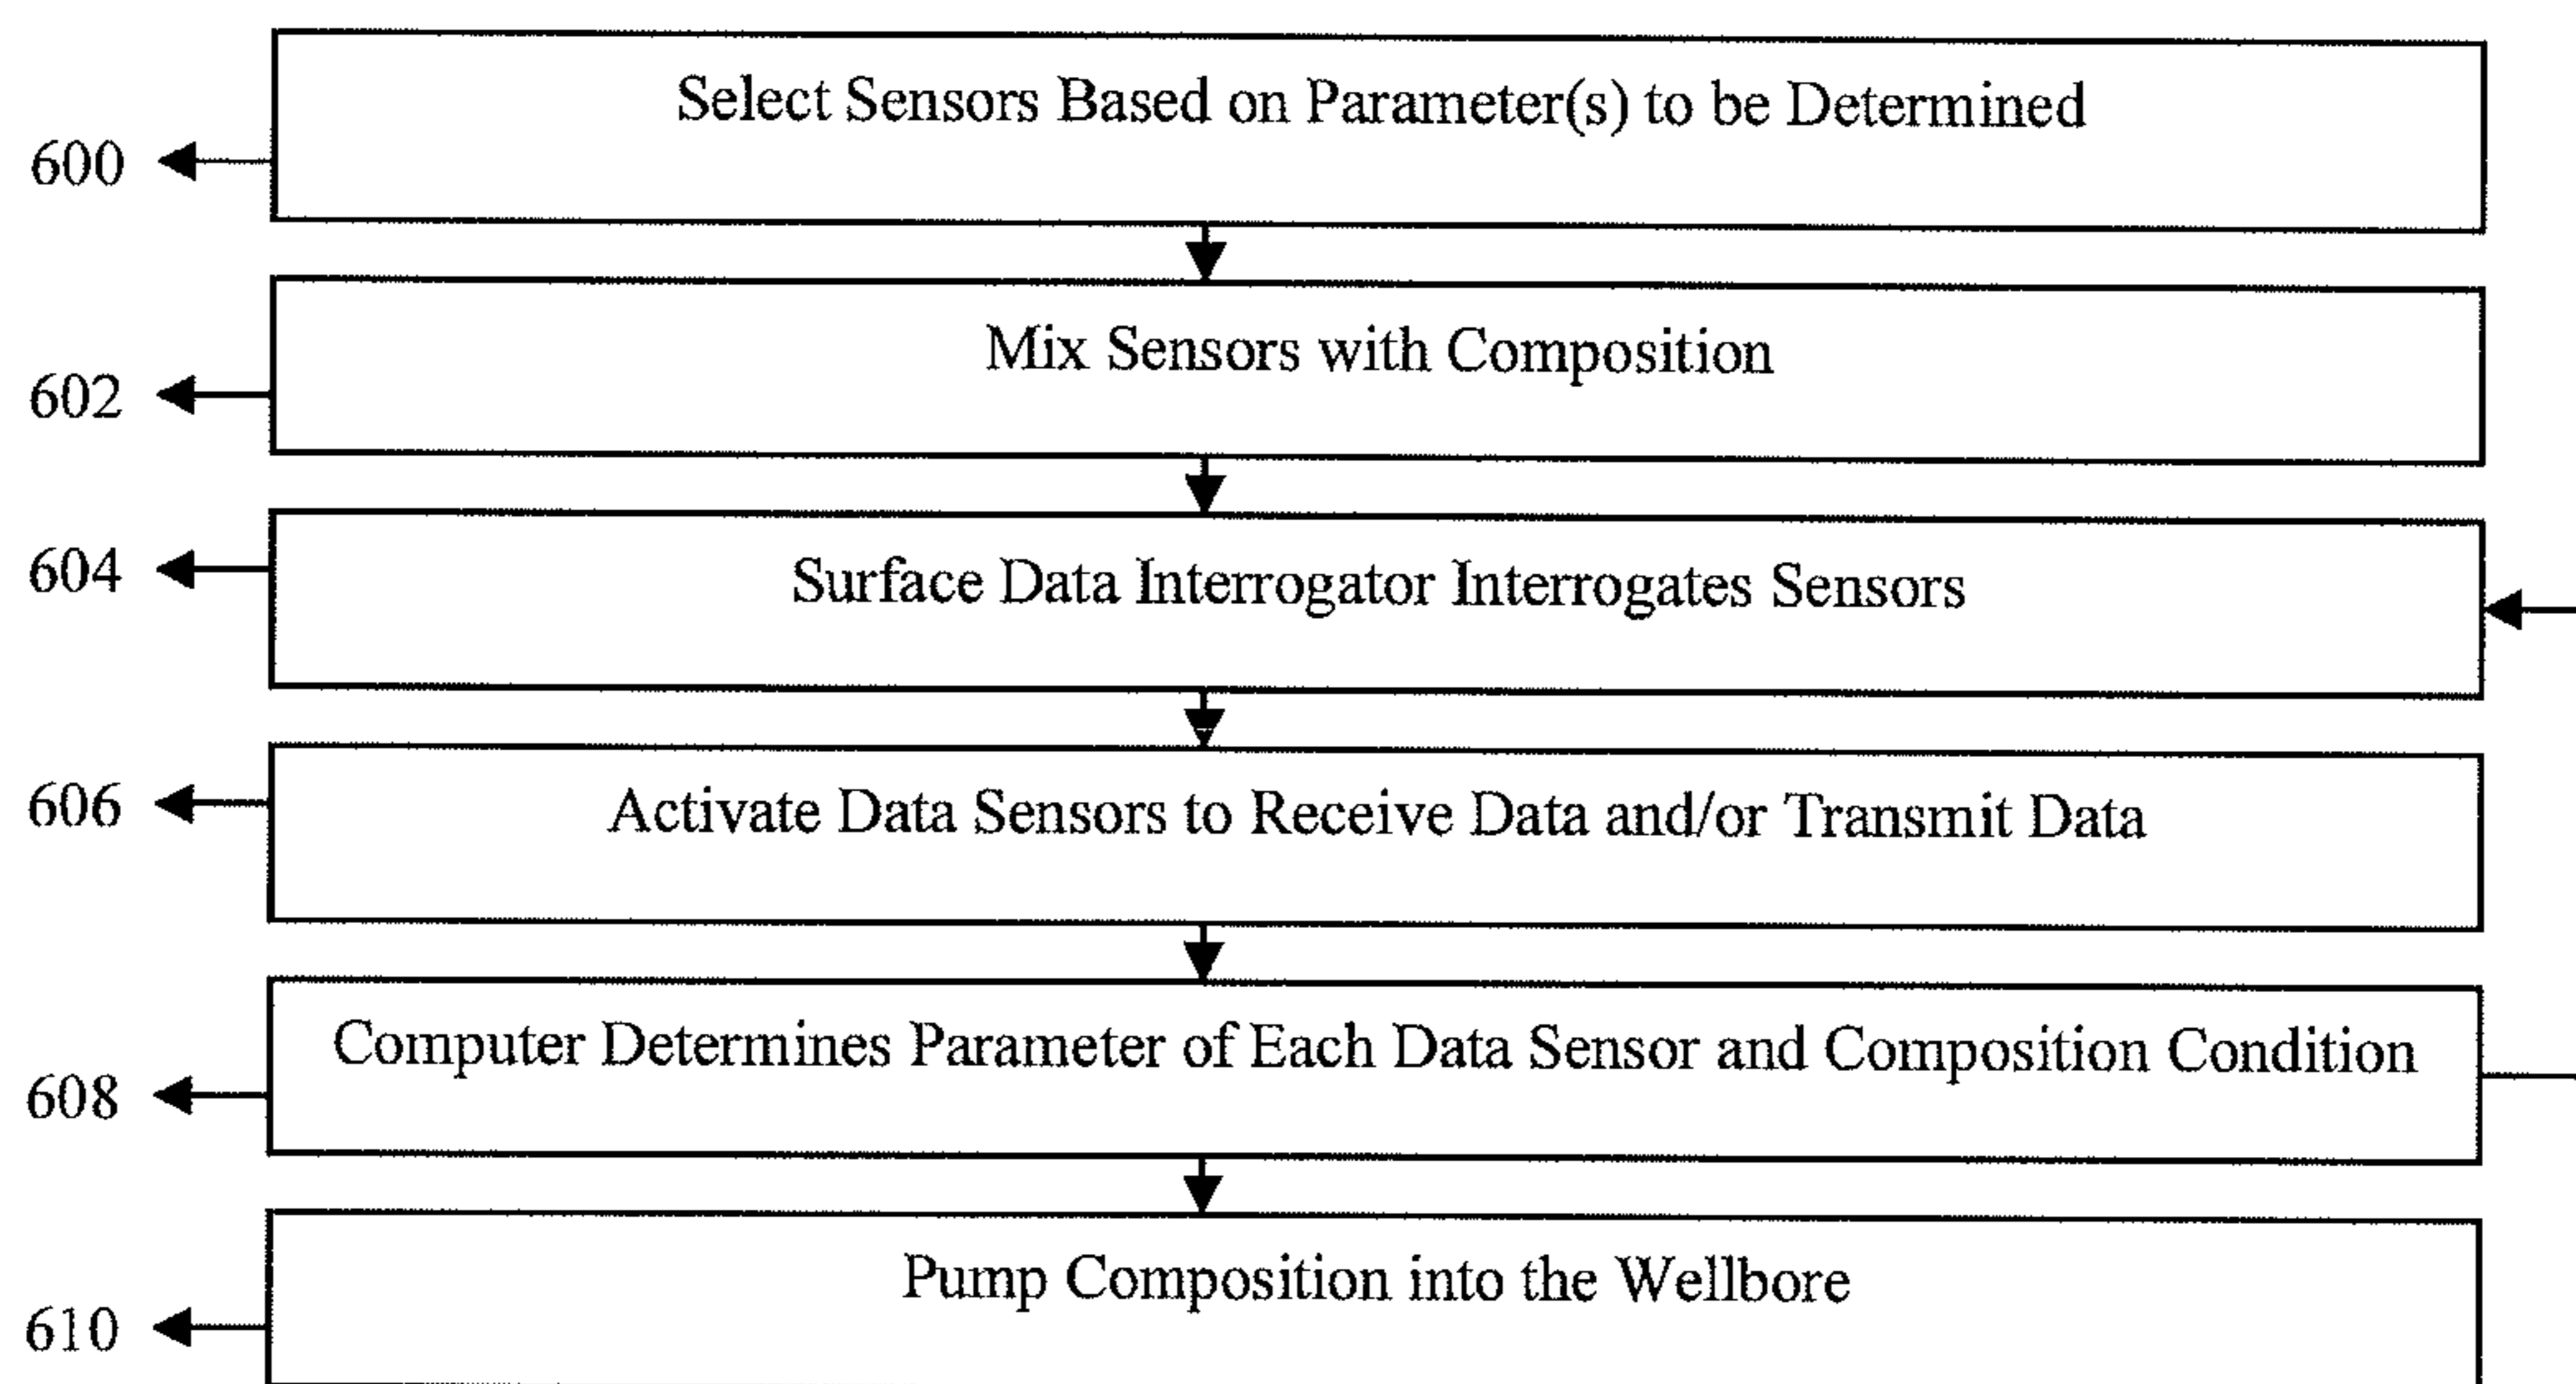 Select Sensors Based on Parameter(s) to be Determined
600
Mix Sensors with Composition
602
Surface Data Interrogator Interrogates Sensors
604
Activate Data Sensors to Receive Data and/or Transmit Data
606
Computer Determines Parameter of Each Data Sensor and Composition Condition
608
Pump Composition into the Wellbore
610